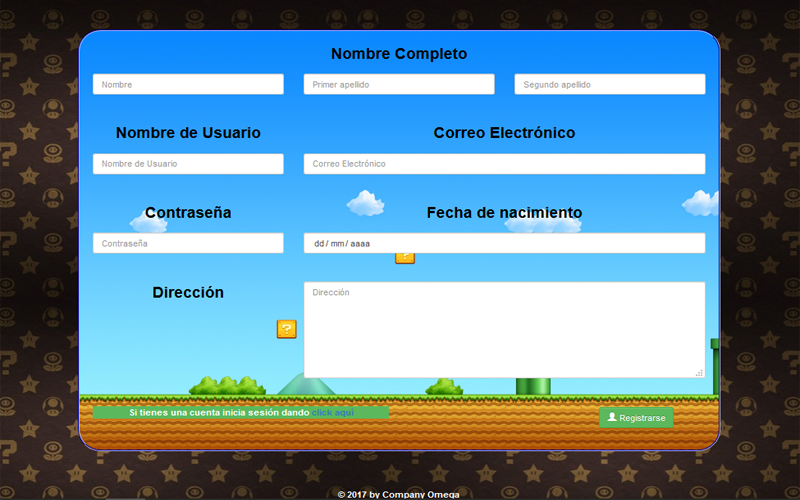 Nombre Completo
Nombre
Primer apellido
Segundo apellido
Nombre de Usuario
Correo Electrónico
Nombre de Usuario
Correo Electrónico
Contraseña
Fecha de nacimiento
Contraseña
dd / mm / aaaa
Dirección
Dirección
Si tienes una cuenta inicia sesión dando click aquì
Registrarse
© 2017 by Company Omega